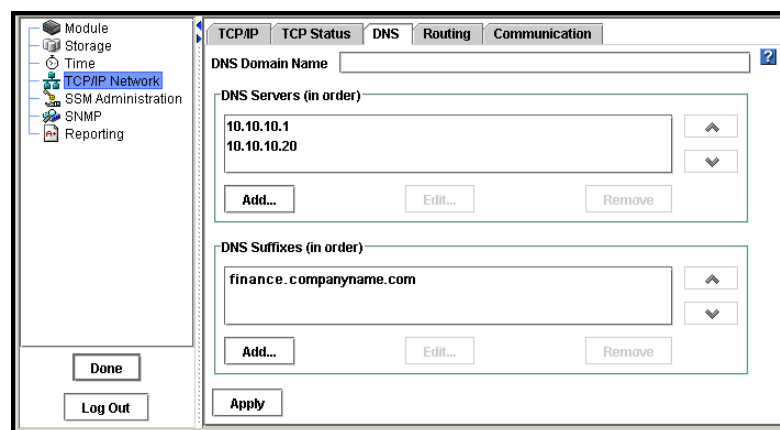 Module
Storage
Time
TCP/IP Network
SSM Administration
SNMP
Reporting
Done
Log Out
TCP/IP TCP Status DNS Routing Communication
DNS Domain Name
?
DNS Servers (in order)
10.10.10.1
10.10.10.20
Add... Edit... Remove
DNS Suffixes (in order)
finance.companyname.com
Add... Edit... Remove
Apply